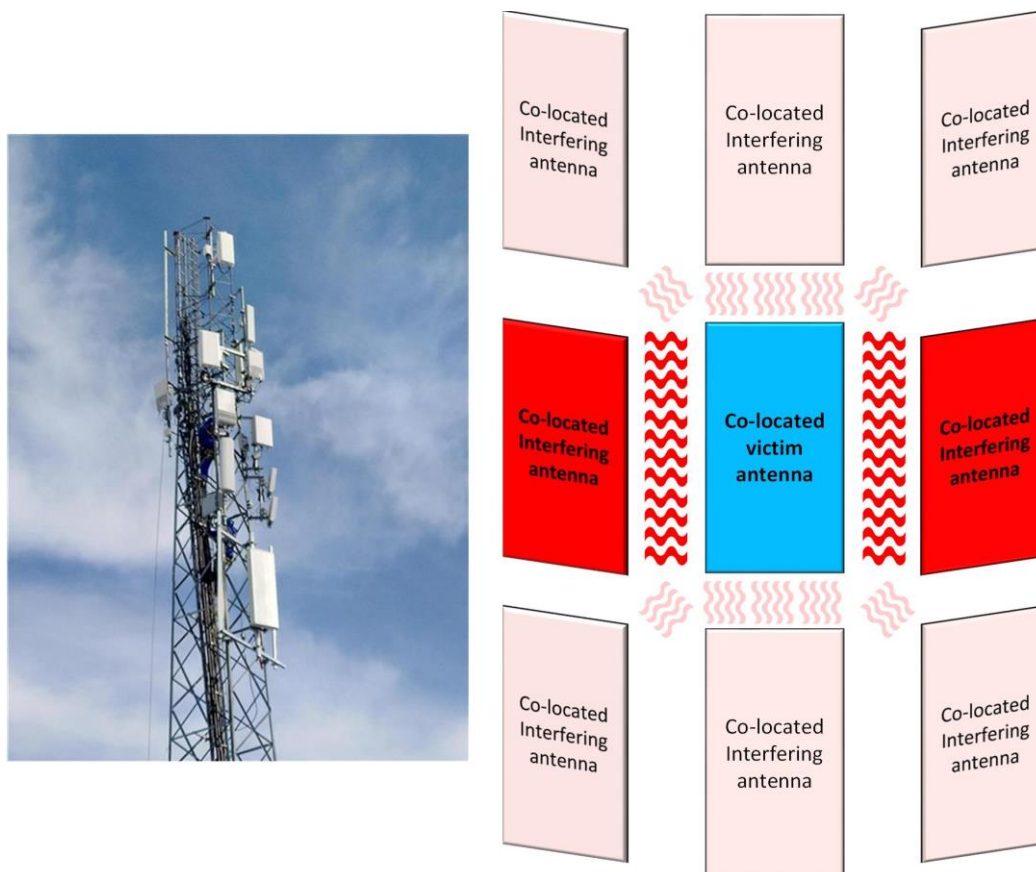 Co-located
Interfering
antenna
Co-located
Interfering
antenna
Co-located
Interfering
antenna
Co-located
Interfering
antenna
Co-located
victim
antenna
Co-located
Interfering
antenna
Co-located
Interfering
antenna
Co-located
Interfering
antenna
Co-located
Interfering
antenna